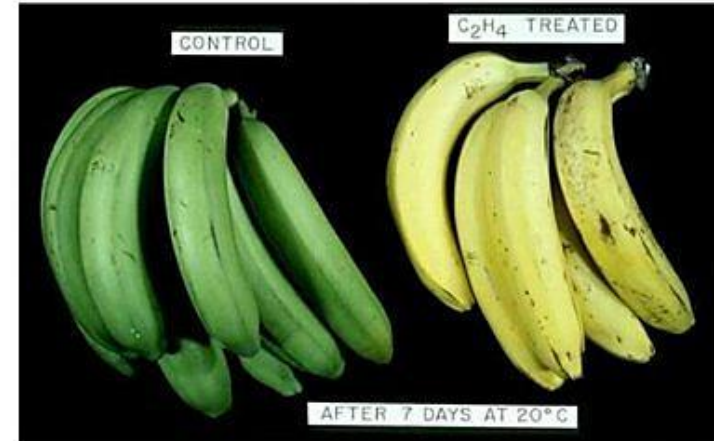 CONTROL
C₂H₄ TREATED
AFTER 7 DAYS AT 20°C